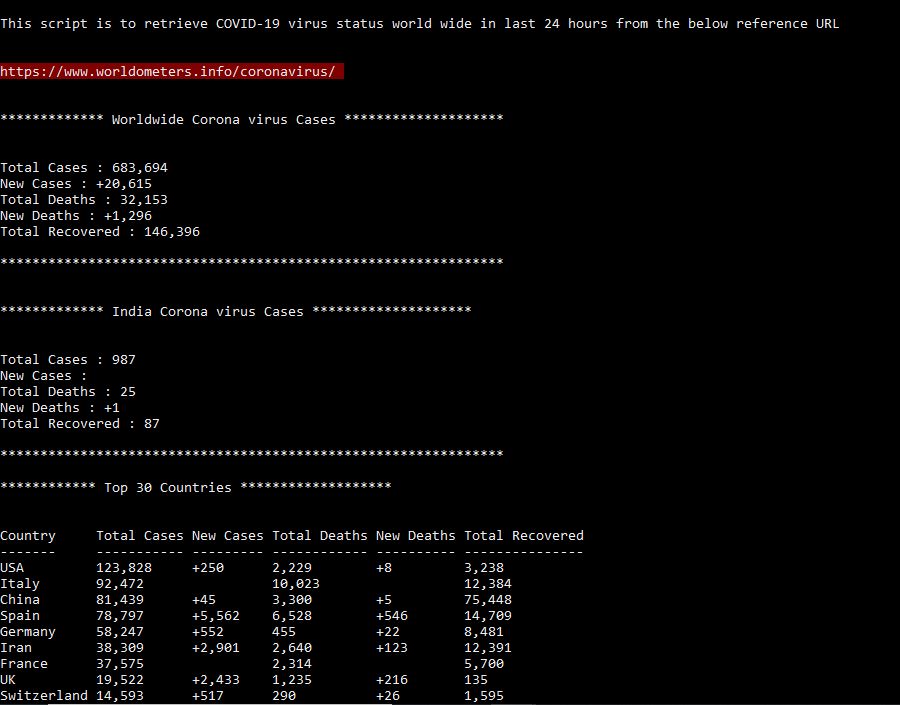 This script is to retrieve COVID-19 virus status world wide in last 24 hours from the below reference URL
https://www.worldometers.info/coronavirus/
************* Worldwide Corona virus Cases ********************
Total Cases : 683,694
New Cases : +20,615
Total Deaths : 32,153
New Deaths : +1,296
Total Recovered : 146,396
***************************************************************
************* India Corona virus Cases ********************
Total Cases : 987
New Cases :
Total Deaths : 25
New Deaths : +1
Total Recovered : 87
***************************************************************
************ Top 30 Countries *******************
Country     Total Cases New Cases Total Deaths New Deaths Total Recovered
-------     ----------- --------- ------------ ---------- ---------------
USA         123,828     +250      2,229        +8         3,238
Italy       92,472                10,023                  12,384
China       81,439      +45       3,300        +5         75,448
Spain       78,797      +5,562    6,528        +546       14,709
Germany     58,247      +552      455          +22        8,481
Iran        38,309      +2,901    2,640        +123       12,391
France      37,575                2,314                   5,700
UK          19,522      +2,433    1,235        +216       135
Switzerland 14,593      +517      290          +26        1,595